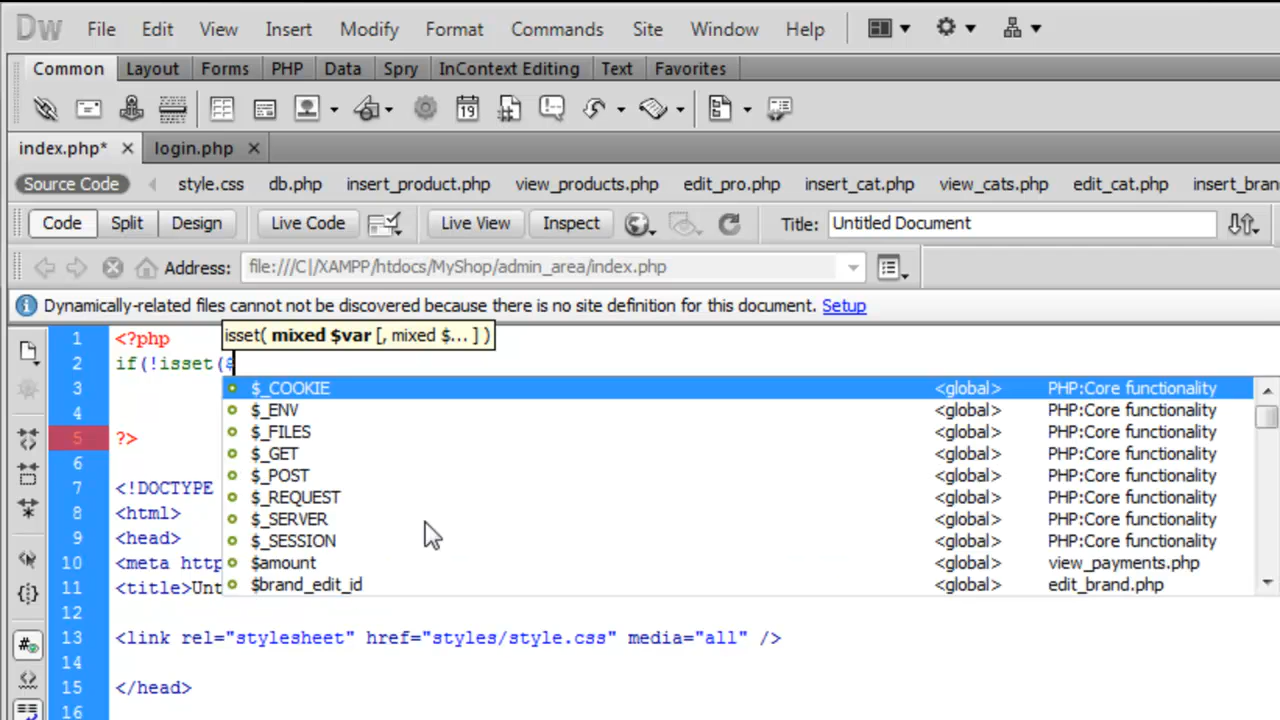 Dw File Edit View Insert Modify Format Commands Site Window Help
Common Layout Forms PHP Data Spry InContext Editing Text Favorites
19
index.php* × login.php ×
Source Code style.css db.php insert_product.php view_products.php edit_pro.php insert_cat.php view_cats.php edit_cat.php insert_bran
Code Split Design Live Code Live View Inspect Title: Untitled Document
Address: file:///C|/XAMPP/htdocs/MyShop/admin_area/index.php
Dynamically-related files cannot be discovered because there is no site definition for this document. Setup
isset( mixed $var [, mixed $... ] )
1 <?php
2 if(!isset($
3
4
5 ?>
6
7 <!DOCTYPE
8 <html>
9 <head>
10 <meta http
11 <title>Unt
12
13 <link rel="stylesheet" href="styles/style.css" media="all" />
14
15 </head>
16
$_COOKIE <global> PHP:Core functionality
$_ENV <global> PHP:Core functionality
$_FILES <global> PHP:Core functionality
$_GET <global> PHP:Core functionality
$_POST <global> PHP:Core functionality
$_REQUEST <global> PHP:Core functionality
$_SERVER <global> PHP:Core functionality
$_SESSION <global> PHP:Core functionality
$amount <global> view_payments.php
$brand_edit_id <global> edit_brand.php